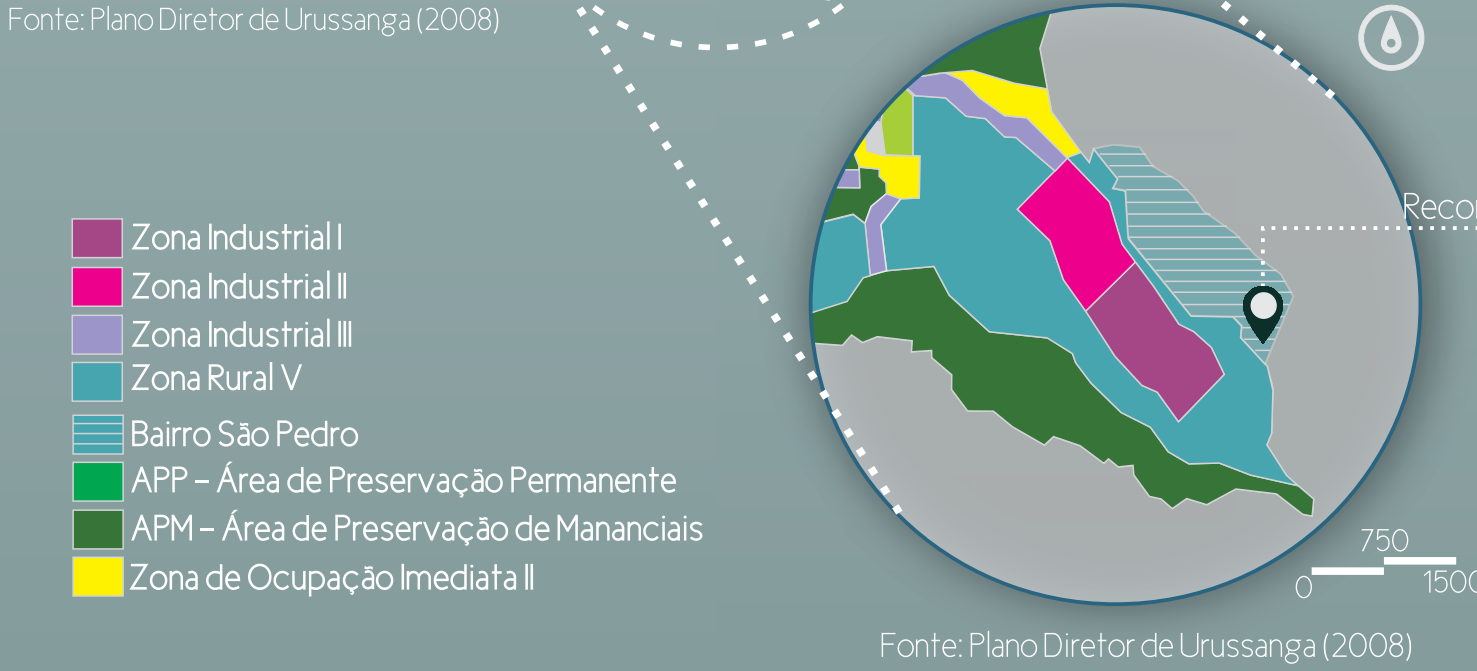 Fonte: Plano Diretor de Urussanga (2008)
Zona Industrial I
Zona Industrial II
Zona Industrial III
Zona Rural V
Bairro São Pedro
APP – Área de Preservação Permanente
APM – Área de Preservação de Mananciais
Zona de Ocupação Imediata II
750
0
1500
Fonte: Plano Diretor de Urussanga (2008)